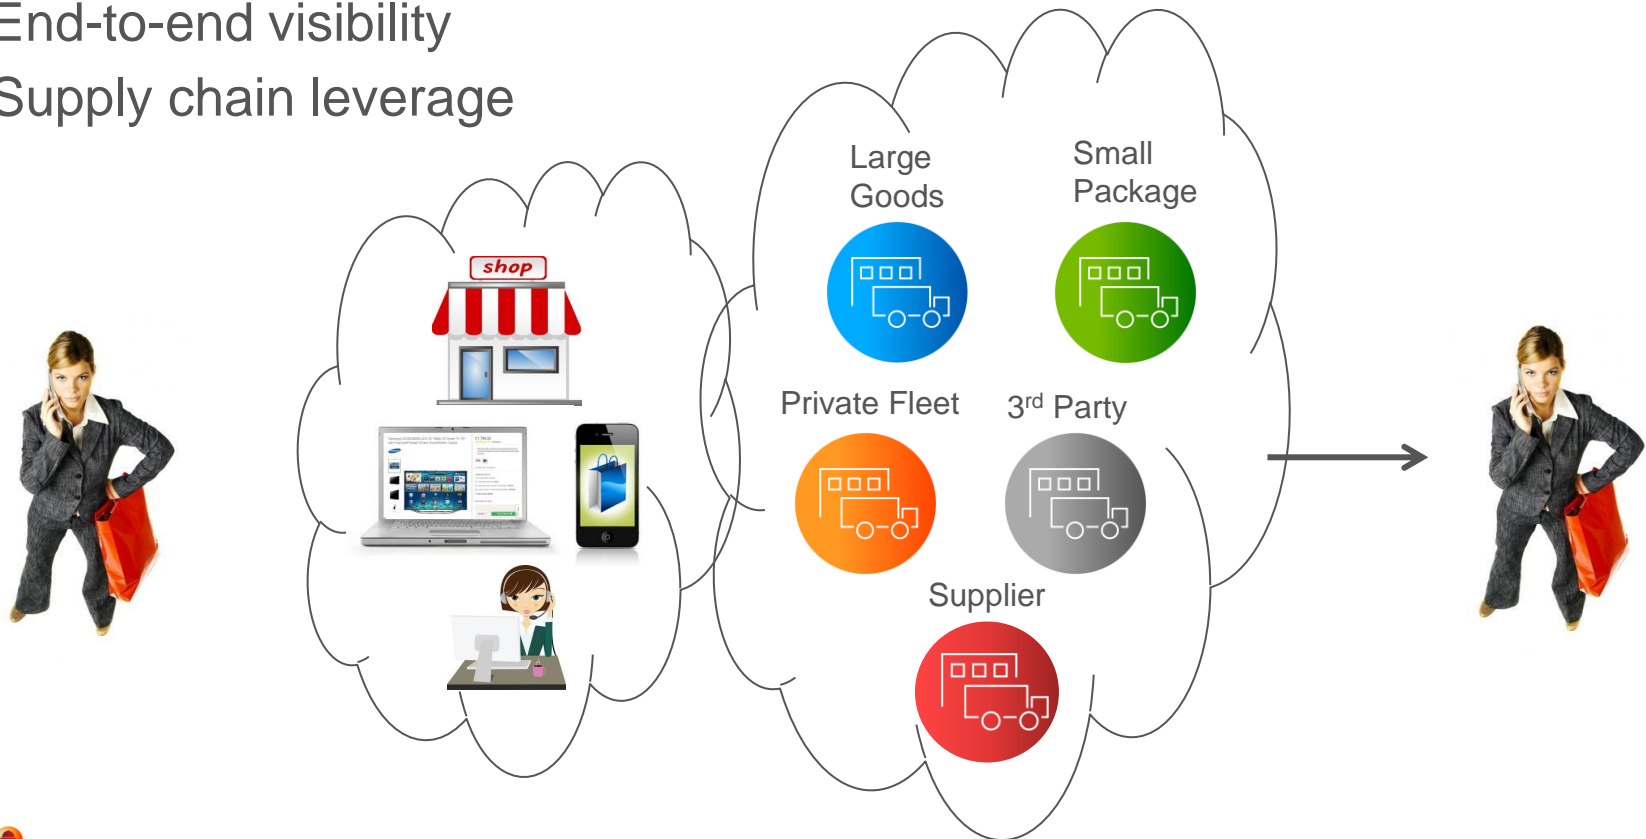 End-to-end visibility
Supply chain leverage
Large
Goods
Small
Package
shop
Private Fleet
3rd Party
Supplier